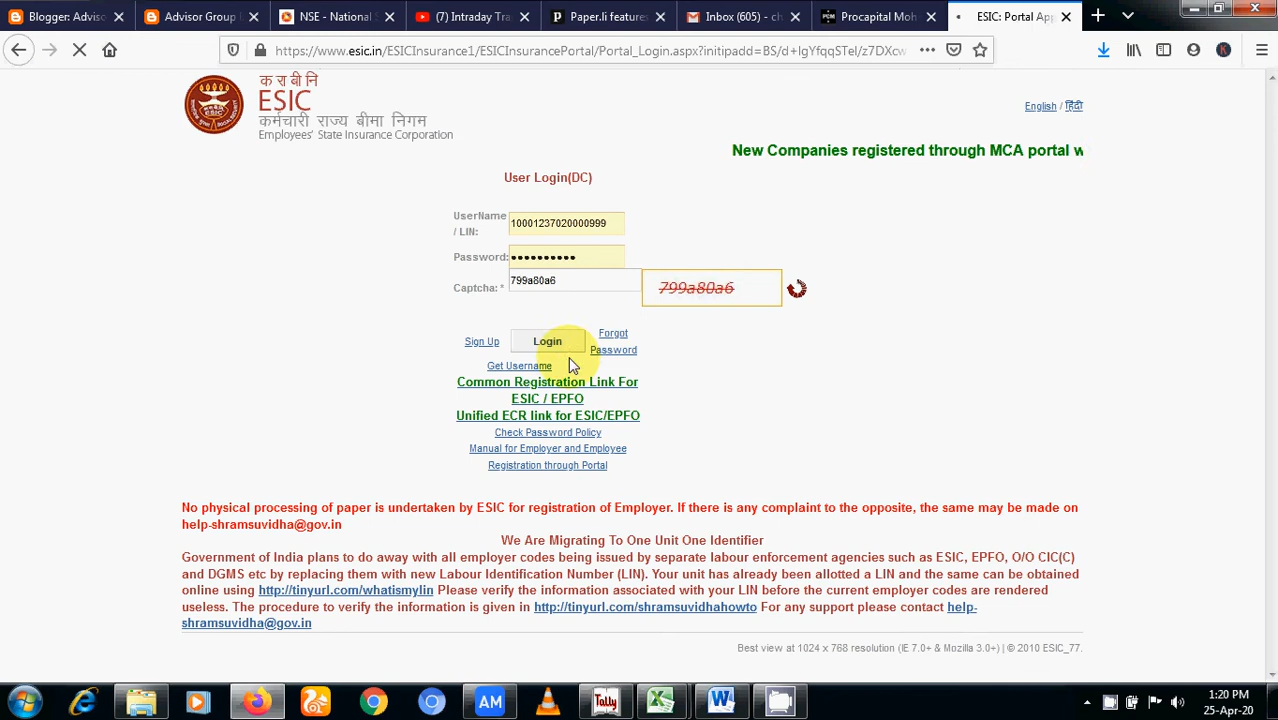 Blogger: Adviso
Advisor Group
NSE - National S
(7) Intraday Tra
Paper.li features
Inbox (605) - ch
Procapital Moh
ESIC: Portal App
https://www.esic.in/ESICInsurance1/ESICInsurancePortal/Portal_Login.aspx?initipadd=BS/d+IgYfqqSTel/z7DXcw
क रा बी नि
ESIC
कर्मचारी राज्य बीमा निगम
Employees' State Insurance Corporation
English / हिंदी
New Companies registered through MCA portal w
User Login(DC)
UserName / LIN:
10001237020000999
Password:
••••••••••
Captcha: *
799a80a6
799a80a6
Sign Up
Login
Forgot Password
Get Username
Common Registration Link For
ESIC / EPFO
Unified ECR link for ESIC/EPFO
Check Password Policy
Manual for Employer and Employee
Registration through Portal
No physical processing of paper is undertaken by ESIC for registration of Employer. If there is any complaint to the opposite, the same may be made on
help-shramsuvidha@gov.in
We Are Migrating To One Unit One Identifier
Government of India plans to do away with all employer codes being issued by separate labour enforcement agencies such as ESIC, EPFO, O/O CIC(C)
and DGMS etc by replacing them with new Labour Identification Number (LIN). Your unit has already been allotted a LIN and the same can be obtained
online using http://tinyurl.com/whatismylin Please verify the information associated with your LIN before the current employer codes are rendered
useless. The procedure to verify the information is given in http://tinyurl.com/shramsuvidhahowto For any support please contact help-
shramsuvidha@gov.in
Best view at 1024 x 768 resolution (IE 7.0+ & Mozilla 3.0+) | © 2010 ESIC_77.
AM
Tally
1:20 PM
25-Apr-20